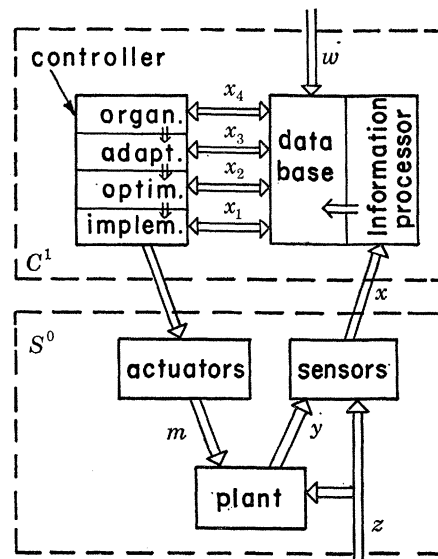 controller
w
organ.
x4
adapt.
x3
optim.
x2
implem.
x1
data
base
Information
processor
C1
x
S0
actuators
sensors
m
y
plant
z